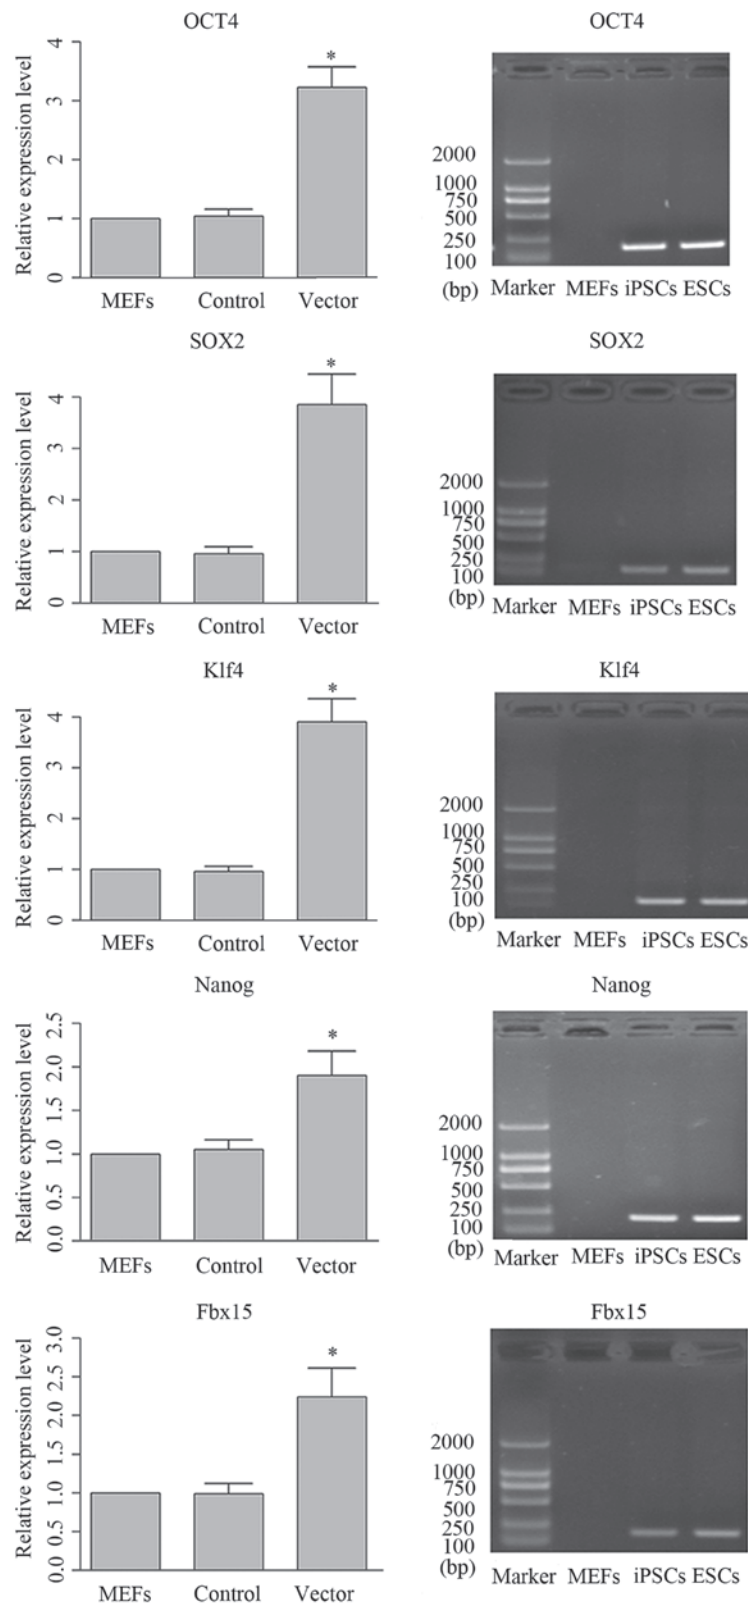 OCT4
Relative expression level
4
3
2
1
0
*
MEFs Control Vector
OCT4
2000
1000
750
500
250
100
(bp)
Marker MEFs iPSCs ESCs
SOX2
Relative expression level
4
3
2
1
0
*
MEFs Control Vector
SOX2
2000
1000
750
500
250
100
(bp)
Marker MEFs iPSCs ESCs
Klf4
Relative expression level
4
3
2
1
0
*
MEFs Control Vector
Klf4
2000
1000
750
500
250
100
(bp)
Marker MEFs iPSCs ESCs
Nanog
Relative expression level
2.5
2.0
1.5
1.0
0.5
0.0
*
MEFs Control Vector
Nanog
2000
1000
750
500
250
100
(bp)
Marker MEFs iPSCs ESCs
Fbx15
Relative expression level
3.0
2.5
2.0
1.5
1.0
0.5
0.0
*
MEFs Control Vector
Fbx15
2000
1000
750
500
250
100
(bp)
Marker MEFs iPSCs ESCs